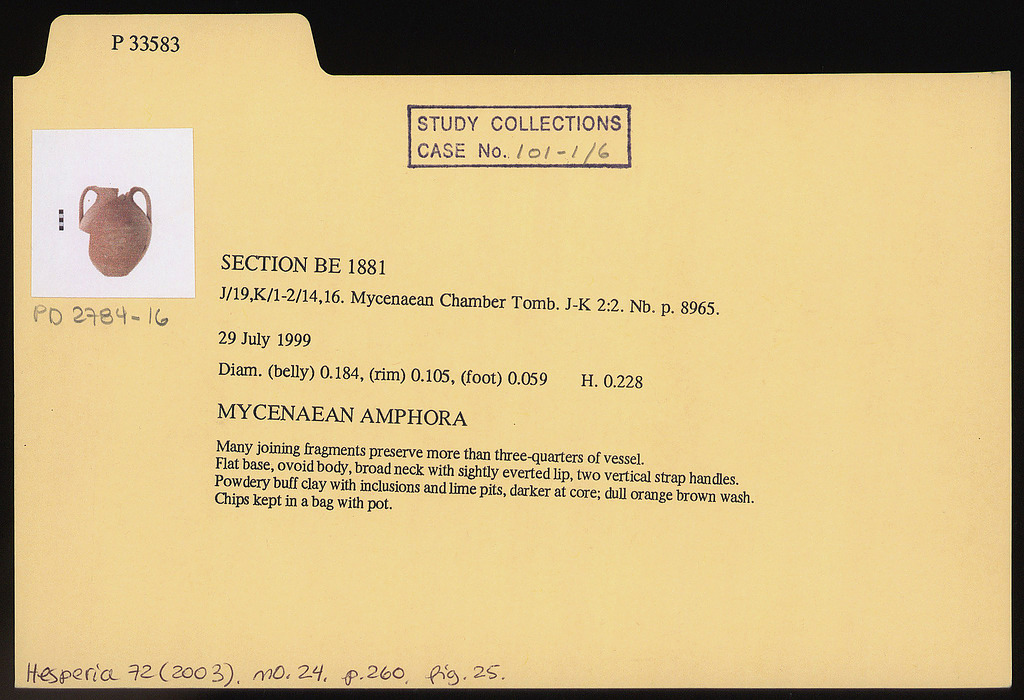 P 33583
STUDY COLLECTIONS
CASE No. 101-1/6
PD 2784-16
SECTION BE 1881
J/19,K/1-2/14,16. Mycenaean Chamber Tomb. J-K 2:2. Nb. p. 8965.
29 July 1999
Diam. (belly) 0.184, (rim) 0.105, (foot) 0.059 H. 0.228
MYCENAEAN AMPHORA
Many joining fragments preserve more than three-quarters of vessel.
Flat base, ovoid body, broad neck with sightly everted lip, two vertical strap handles.
Powdery buff clay with inclusions and lime pits, darker at core; dull orange brown wash.
Chips kept in a bag with pot.
Hesperia 72 (2003), no. 24, p.260, fig. 25.